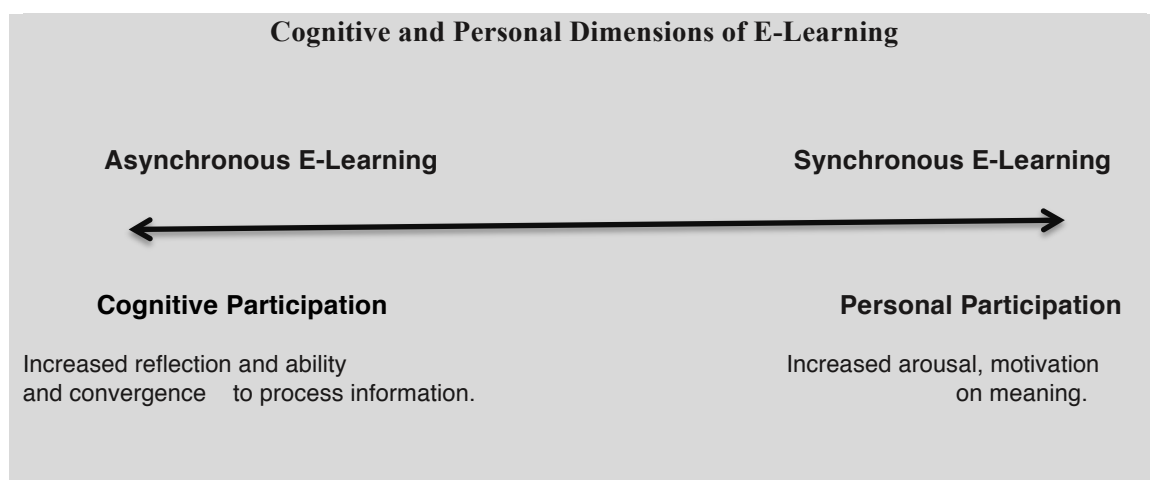 Cognitive and Personal Dimensions of E-Learning
Asynchronous E-Learning
Synchronous E-Learning
Cognitive Participation
Personal Participation
Increased reflection and ability
and convergence to process information.
Increased arousal, motivation
on meaning.